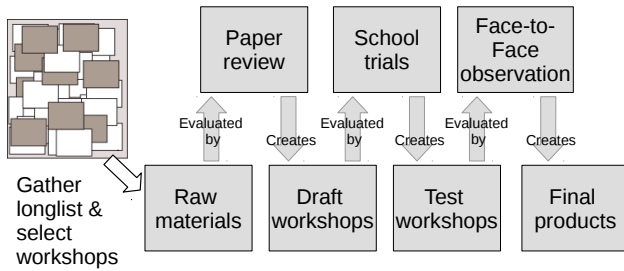 Paper
review
School
trials
Face-to-
Face
observation
Evaluated
by
Creates
Evaluated
by
Creates
Evaluated
by
Creates
Gather
longlist &
select
workshops
Raw
materials
Draft
workshops
Test
workshops
Final
products